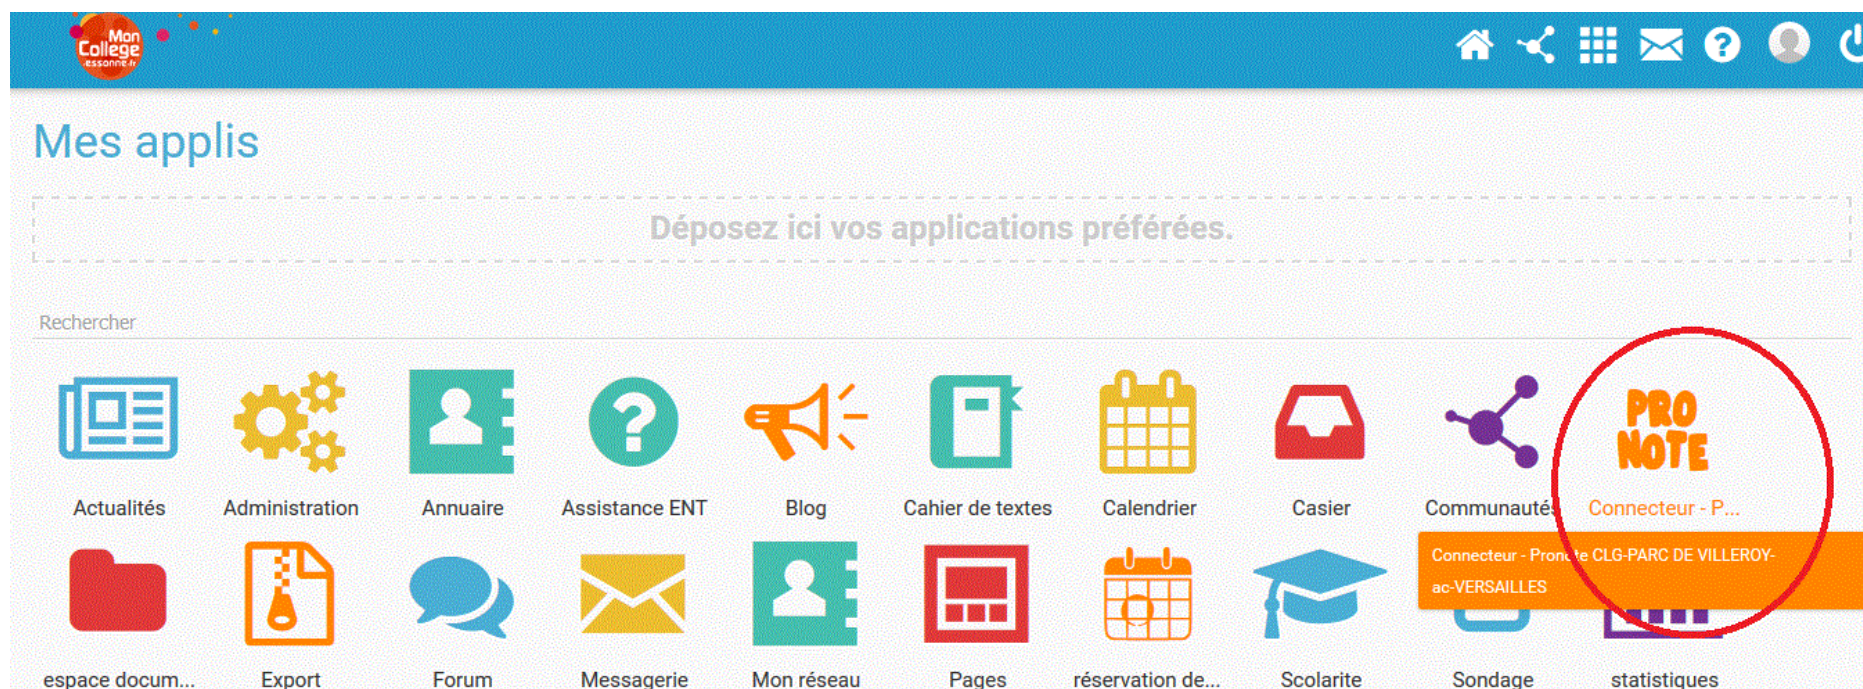 Mon
Collège
essonne.fr
Mes applis
Déposez ici vos applications préférées.
Rechercher
PRO
NOTE
Actualités
Administration
Annuaire
Assistance ENT
Blog
Cahier de textes
Calendrier
Casier
Communautés
Connecteur - P...
Connecteur - Pronote CLG-PARC DE VILLEROY-
ac-VERSAILLES
espace docum...
Export
Forum
Messagerie
Mon réseau
Pages
réservation de...
Scolarite
Sondage
statistiques